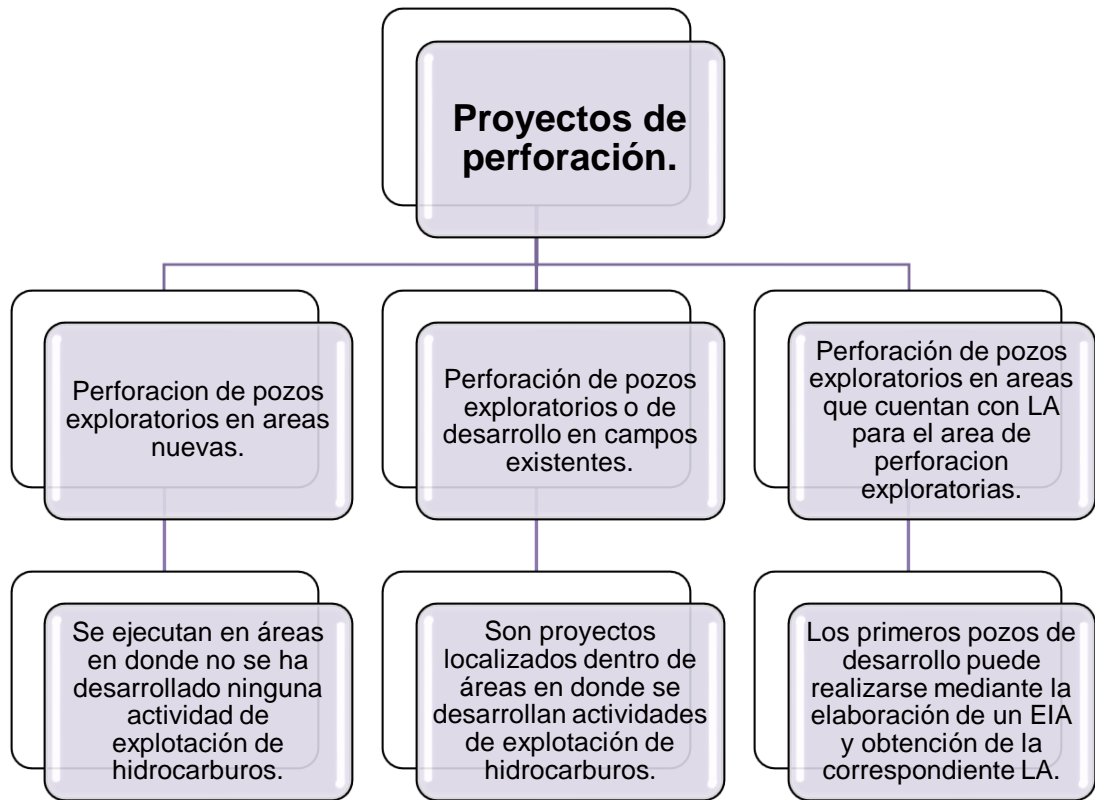 Proyectos de
perforación.
Perforacion de pozos
exploratorios en areas
nuevas.
Perforación de pozos
exploratorios o de
desarrollo en campos
existentes.
Perforación de pozos
exploratorios en areas
que cuentan con LA
para el area de
perforacion
exploratorias.
Se ejecutan en áreas
en donde no se ha
desarrollado ninguna
actividad de
explotación de
hidrocarburos.
Son proyectos
localizados dentro de
áreas en donde se
desarrollan actividades
de explotación de
hidrocarburos.
Los primeros pozos de
desarrollo puede
realizarse mediante la
elaboración de un EIA
y obtención de la
correspondiente LA.